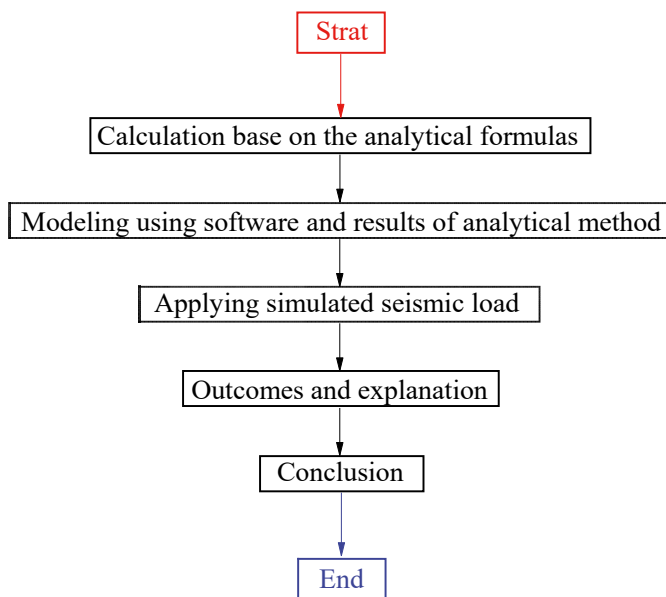 Strat
Calculation base on the analytical formulas
Modeling using software and results of analytical method
Applying simulated seismic load
Outcomes and explanation
Conclusion
End